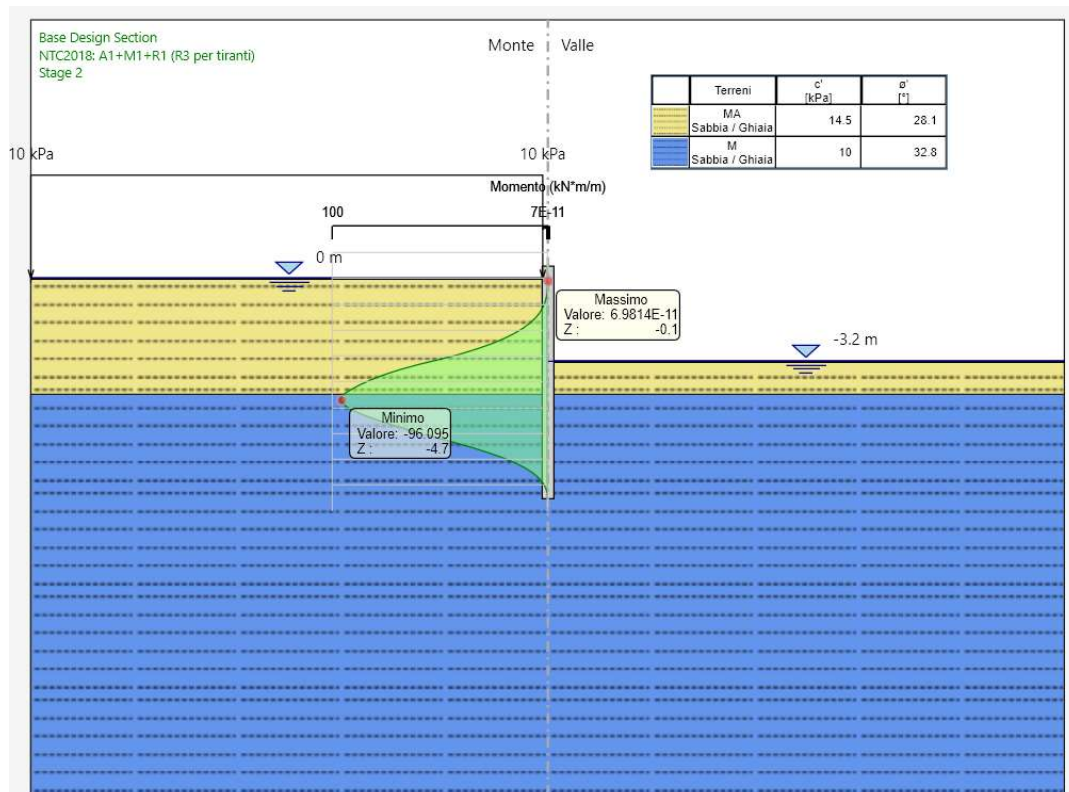 Base Design Section
NTC2018: A1+M1+R1 (R3 per tiranti)
Stage 2
Monte
Valle
Terreni
c'
[kPa]
ø'
[°]
MA
Sabbia / Ghiaia
14.5
28.1
M
Sabbia / Ghiaia
10
32.8
10 kPa
10 kPa
Momento (kN*m/m)
100
7E-11
0 m
Massimo
Valore: 6.9814E-11
Z : -0.1
-3.2 m
Minimo
Valore: -96.095
Z : -4.7